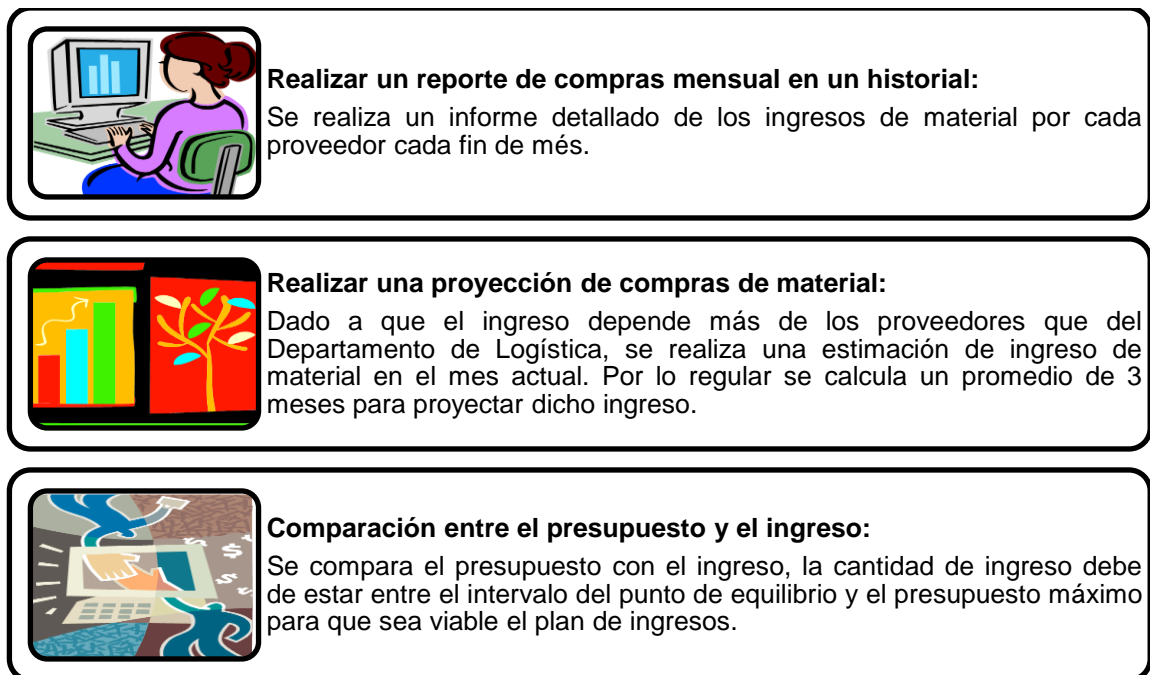 Realizar un reporte de compras mensual en un historial:
Se realiza un informe detallado de los ingresos de material por cada
proveedor cada fin de més.
Realizar una proyección de compras de material:
Dado a que el ingreso depende más de los proveedores que del
Departamento de Logística, se realiza una estimación de ingreso de
material en el mes actual. Por lo regular se calcula un promedio de 3
meses para proyectar dicho ingreso.
Comparación entre el presupuesto y el ingreso:
Se compara el presupuesto con el ingreso, la cantidad de ingreso debe
de estar entre el intervalo del punto de equilibrio y el presupuesto máximo
para que sea viable el plan de ingresos.